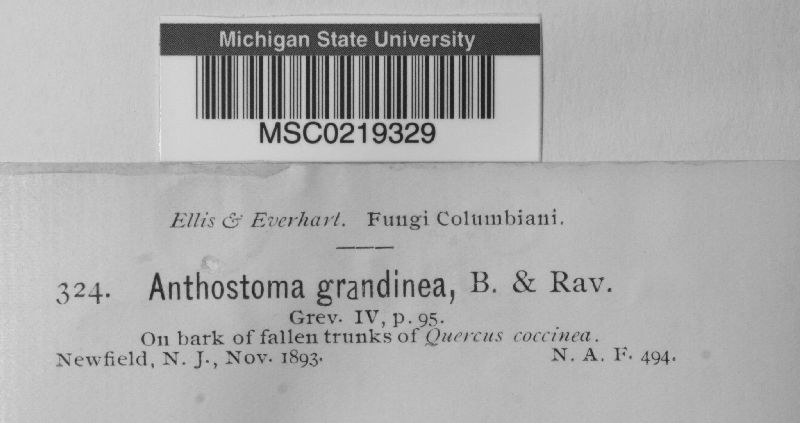 Michigan State University
MSC0219329
Ellis & Everhart. Fungi Columbiani.
324. Anthostoma grandinea, B. & Rav.
Grev. IV, p. 95.
On bark of fallen trunks of Quercus coccinea.
Newfield, N. J., Nov. 1893. N. A. F. 494.